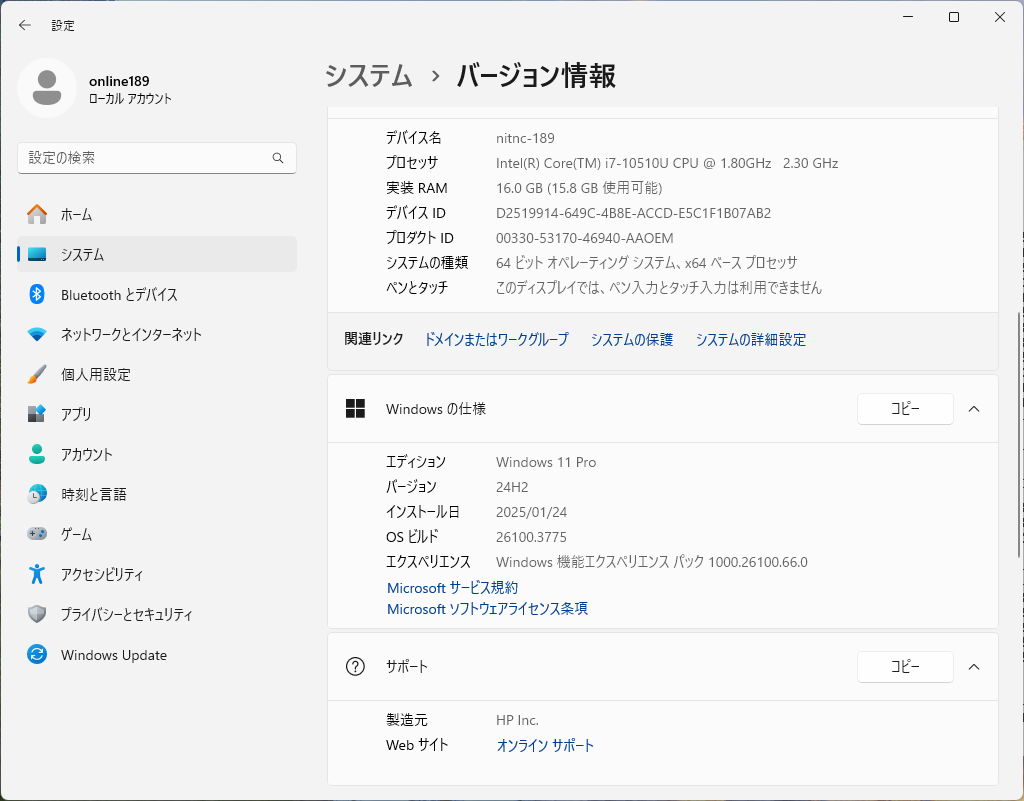 設定
online189
ローカル アカウント
設定の検索
ホーム
システム
Bluetooth とデバイス
ネットワークとインターネット
個人用設定
アプリ
アカウント
時刻と言語
ゲーム
アクセシビリティ
プライバシーとセキュリティ
Windows Update
システム › バージョン情報
デバイス名 nitnc-189
プロセッサ Intel(R) Core(TM) i7-10510U CPU @ 1.80GHz 2.30 GHz
実装 RAM 16.0 GB (15.8 GB 使用可能)
デバイス ID D2519914-649C-4B8E-ACCD-E5C1F1B07AB2
プロダクト ID 00330-53170-46940-AAOEM
システムの種類 64 ビット オペレーティング システム、x64 ベース プロセッサ
ペンとタッチ このディスプレイでは、ペン入力とタッチ入力は利用できません
関連リンク ドメインまたはワークグループ システムの保護 システムの詳細設定
Windows の仕様 コピー
エディション Windows 11 Pro
バージョン 24H2
インストール日 2025/01/24
OS ビルド 26100.3775
エクスペリエンス Windows 機能エクスペリエンス パック 1000.26100.66.0
Microsoft サービス規約
Microsoft ソフトウェアライセンス条項
サポート コピー
製造元 HP Inc.
Web サイト オンライン サポート